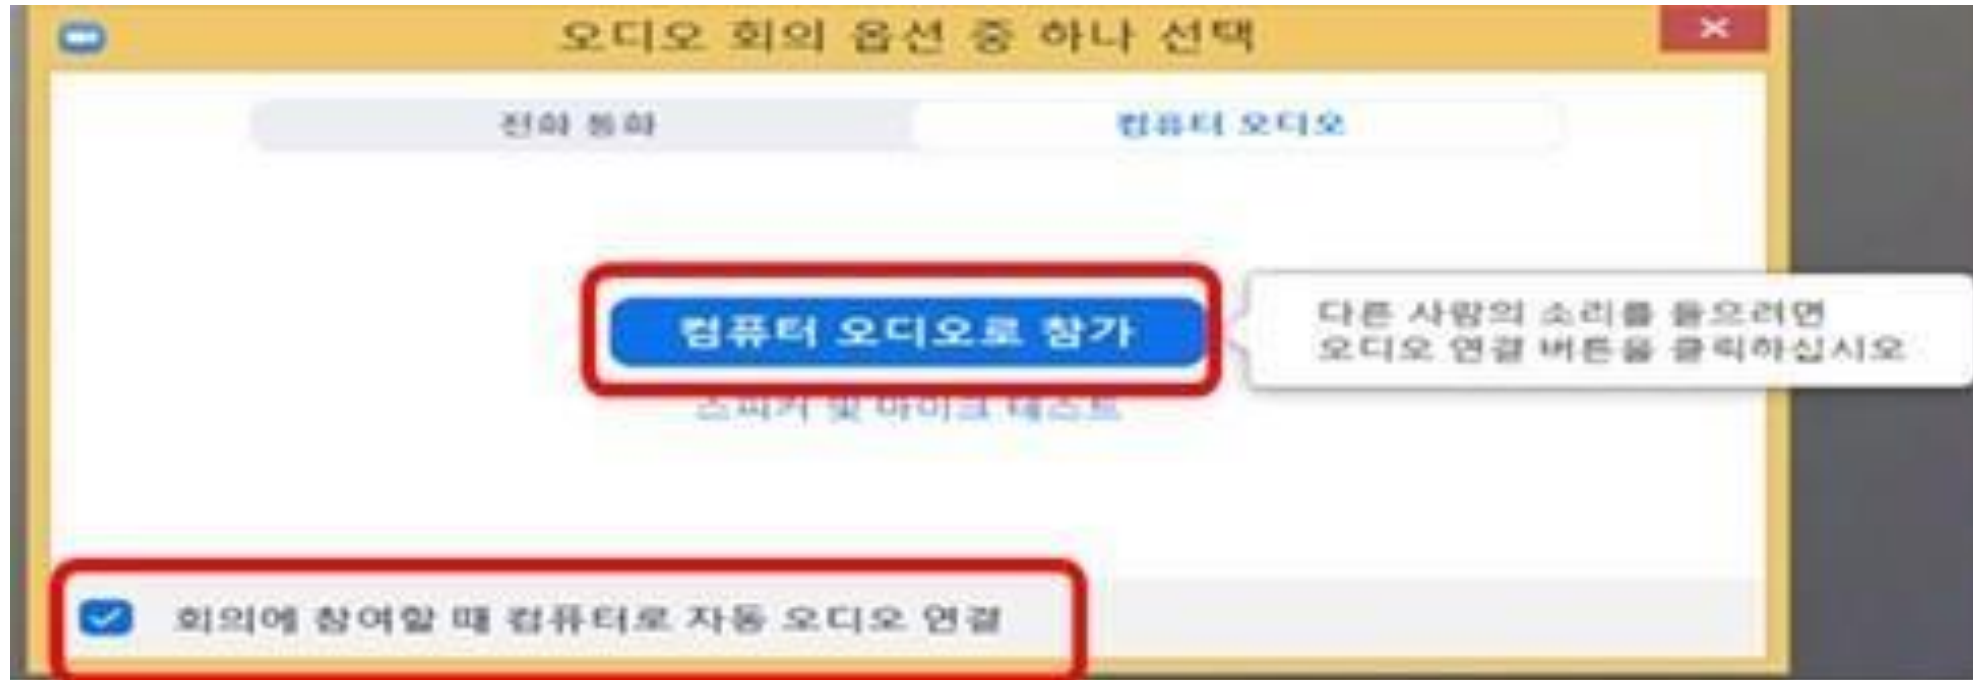 오디오 회의 옵션 중 하나 선택
전화 통화
컴퓨터 오디오
컴퓨터 오디오로 참가
다른 사람의 소리를 들으려면
오디오 연결 버튼을 클릭하십시오
스피커 및 마이크 테스트
회의에 참여할 때 컴퓨터로 자동 오디오 연결